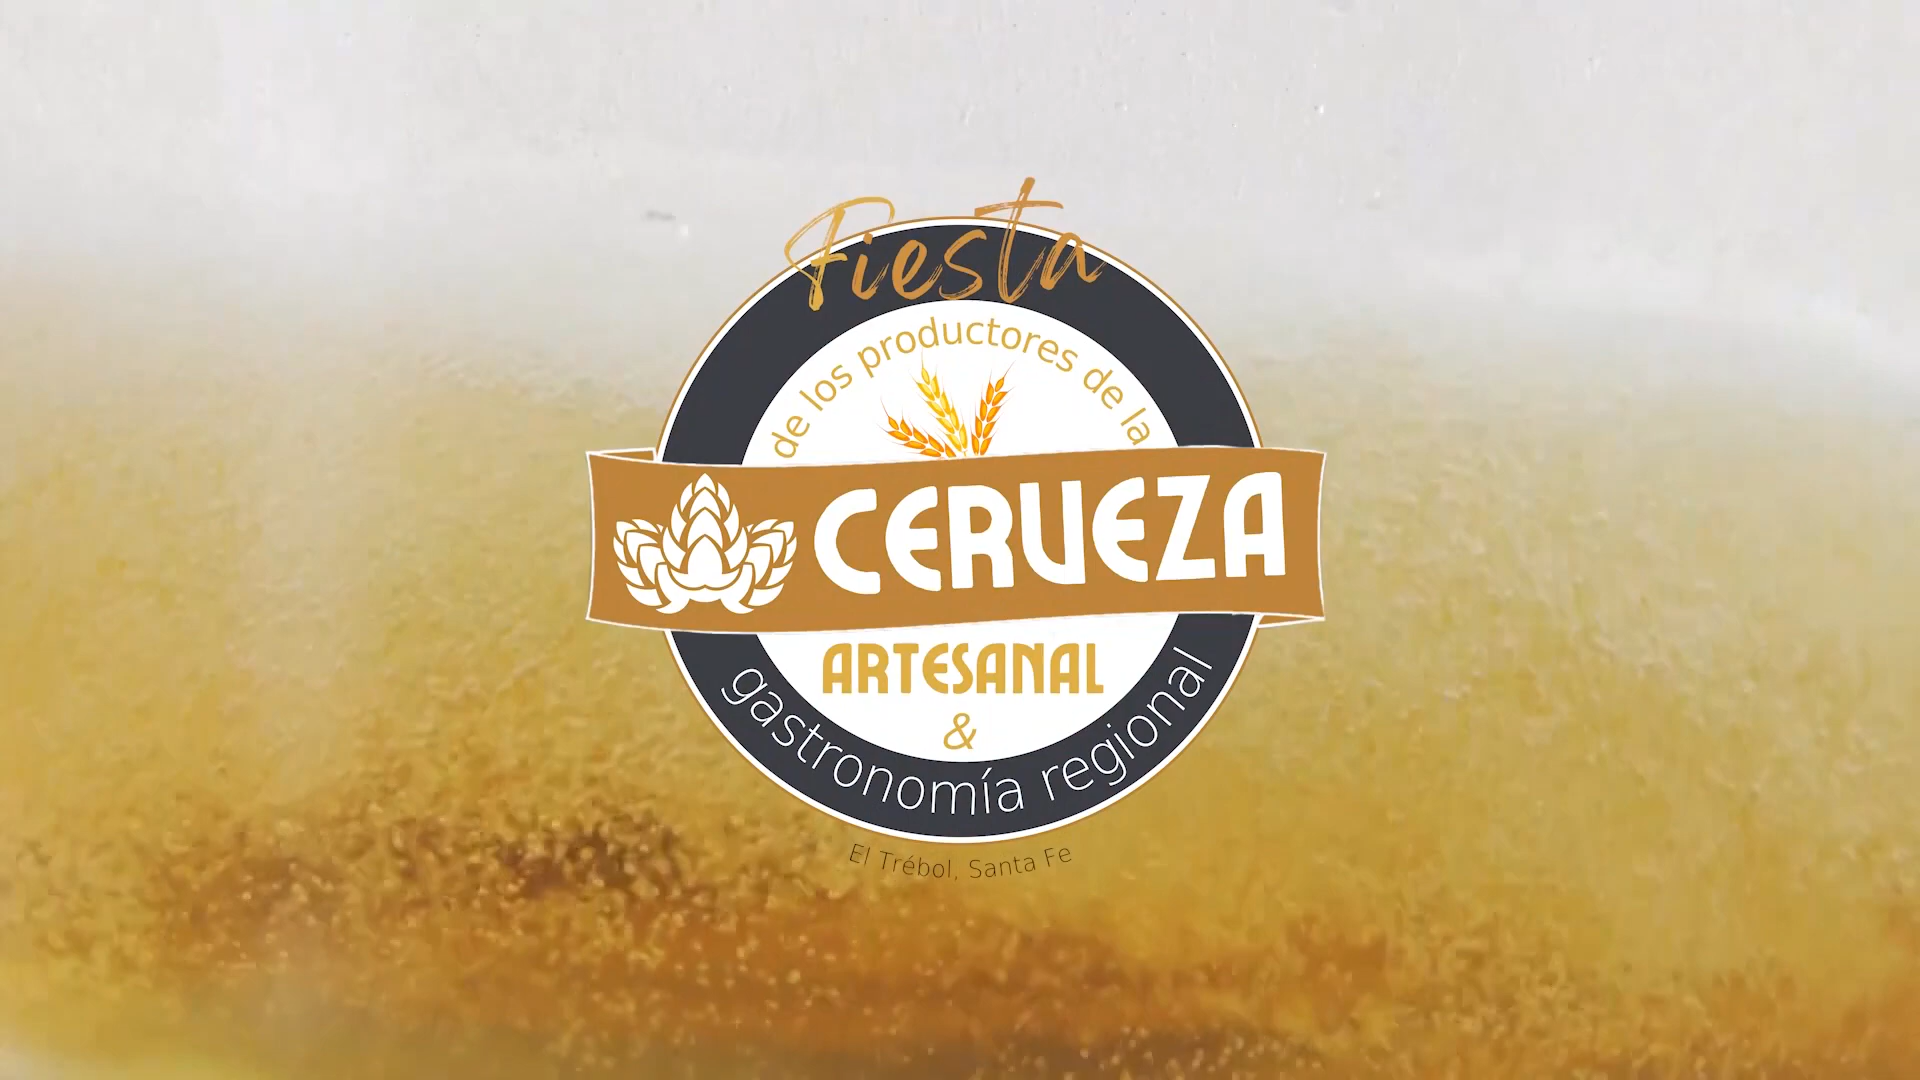 Fiesta
de los productores de la
CERVEZA
ARTESANAL
&
gastronomía regional
El Trébol, Santa Fe